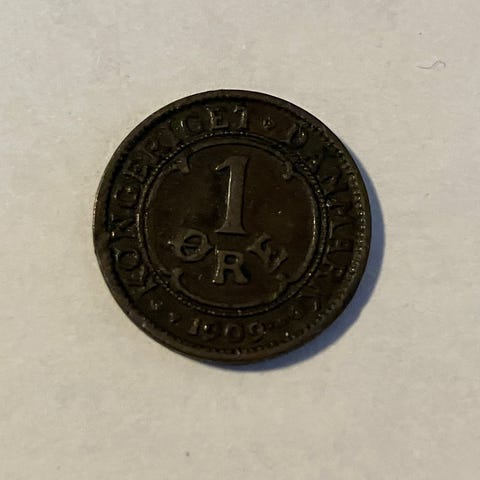 KONGERIGET DANMARK
1
ØRE
1909